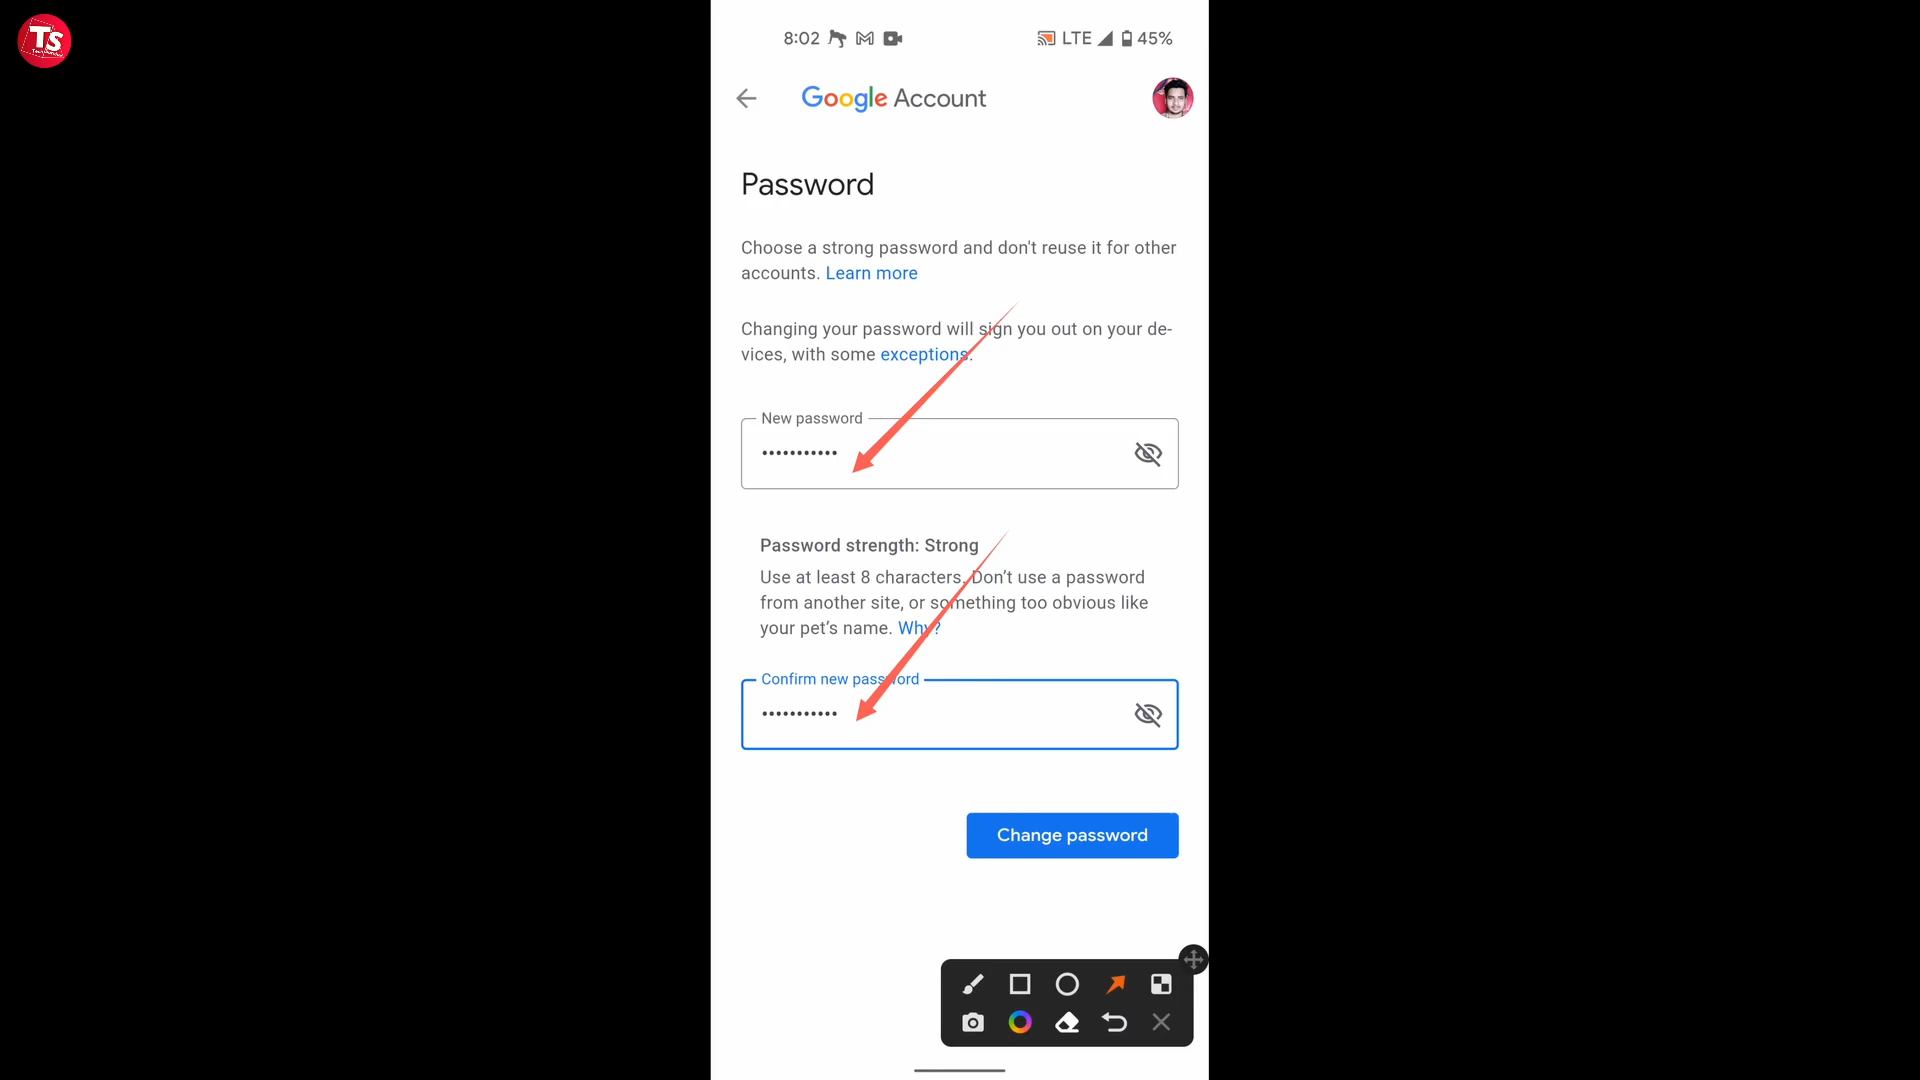 TS
8:02
LTE
45%
Google Account
Password
Choose a strong password and don't reuse it for other
accounts. Learn more
Changing your password will sign you out on your de-
vices, with some exceptions.
New password
•••••••••••
Password strength: Strong
Use at least 8 characters. Don’t use a password
from another site, or something too obvious like
your pet’s name. Why?
Confirm new password
•••••••••••
Change password